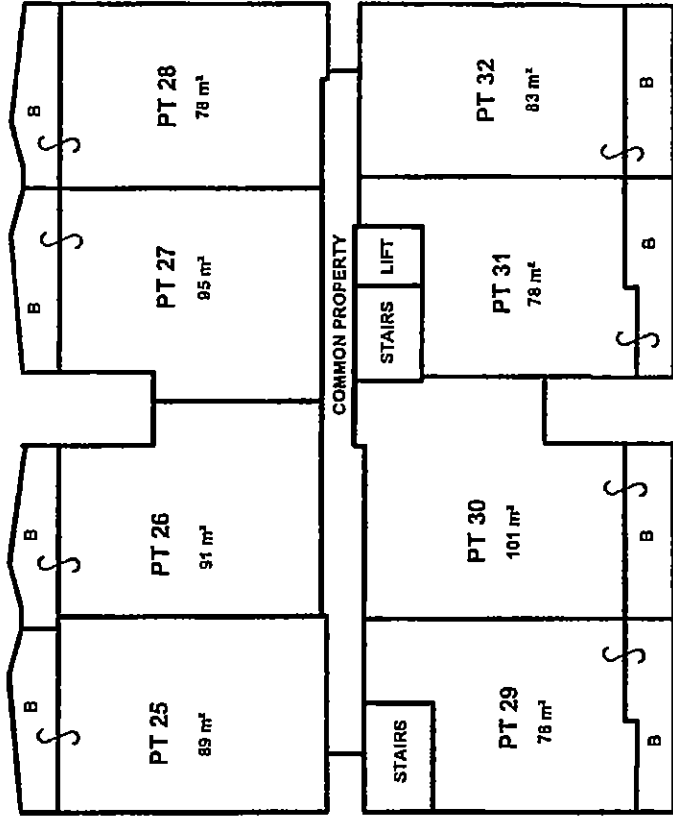 B
B
B
B
PT 25
89 m²
PT 26
91 m²
PT 27
95 m²
PT 28
78 m²
COMMON PROPERTY
STAIRS
STAIRS
LIFT
PT 29
78 m²
PT 30
101 m²
PT 31
78 m²
PT 32
83 m²
B
B
B
B